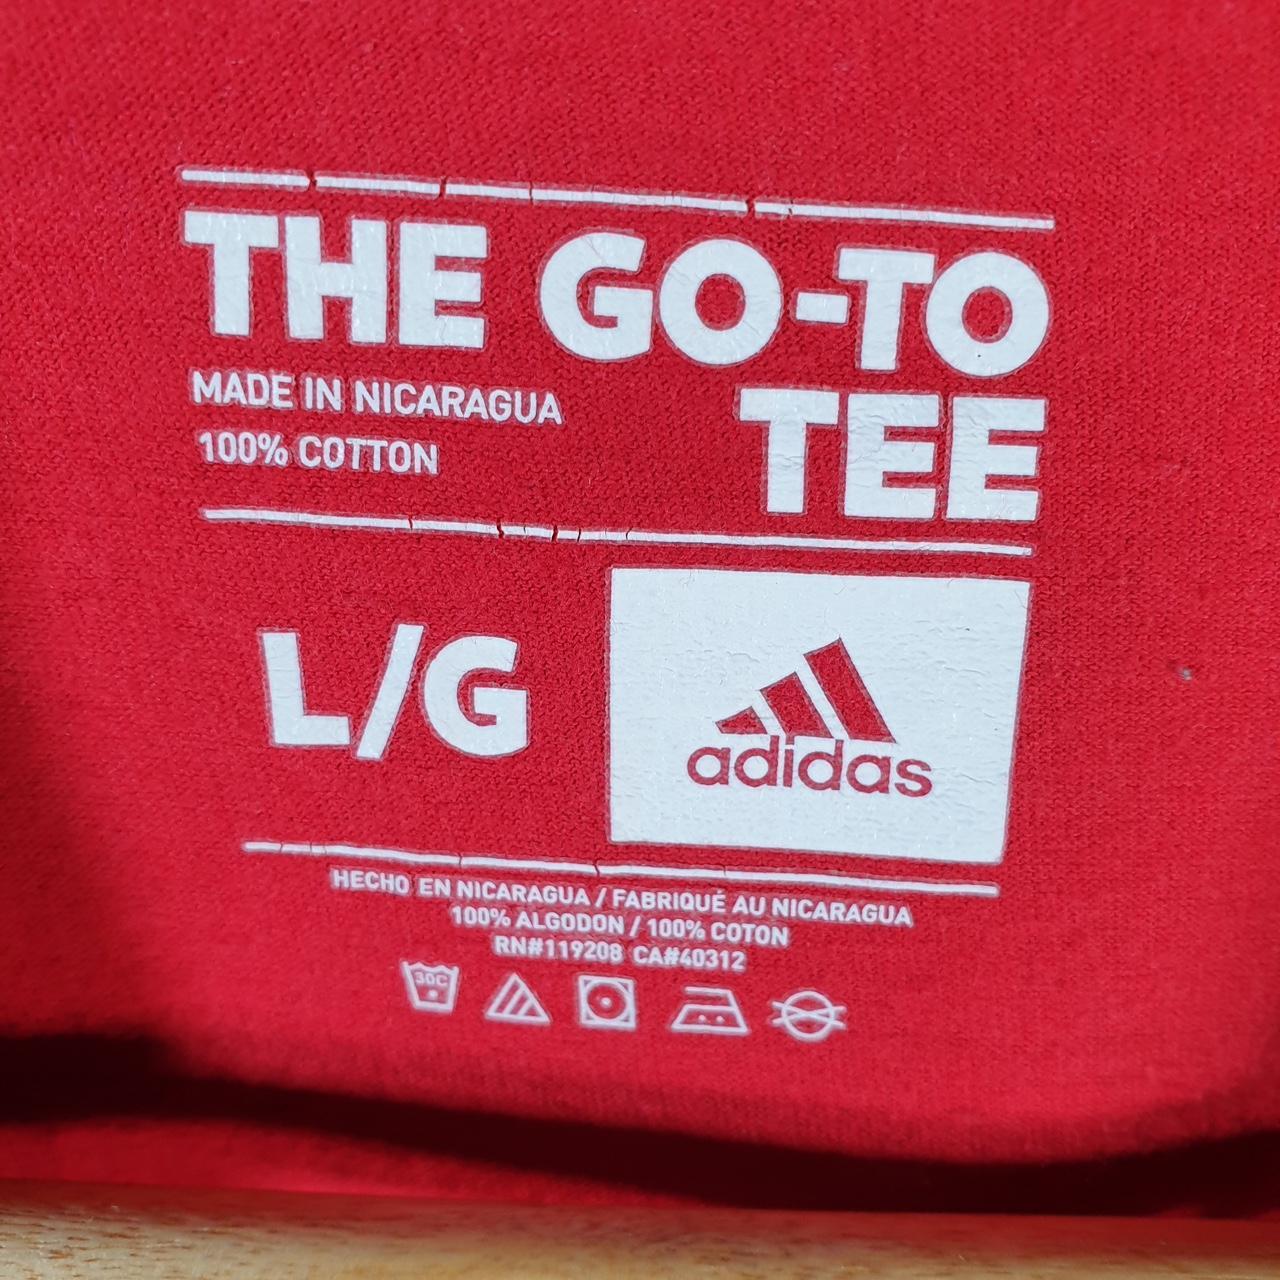 THE GO-TO
TEE
MADE IN NICARAGUA
100% COTTON
L/G
adidas
HECHO EN NICARAGUA / FABRIQUÉ AU NICARAGUA
100% ALGODON / 100% COTON
RN#119208 CA#40312
30C